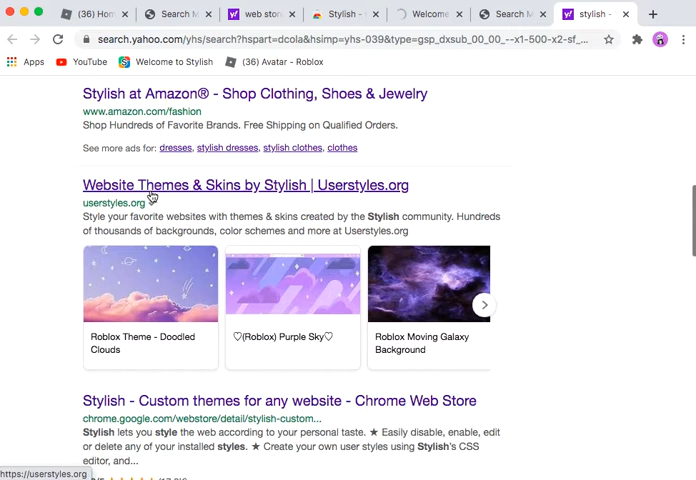 (36) Hon
Search M
web stor
Stylish -
Welcome
Search M
stylish -
search.yahoo.com/yhs/search?hspart=dcola&hsimp=yhs-039&type=gsp_dxsub_00_00_--x1-500-x2-sf_...
Apps
YouTube
Welcome to Stylish
(36) Avatar - Roblox
Stylish at Amazon® - Shop Clothing, Shoes & Jewelry
www.amazon.com/fashion
Shop Hundreds of Favorite Brands. Free Shipping on Qualified Orders.
See more ads for: dresses, stylish dresses, stylish clothes, clothes
Website Themes & Skins by Stylish | Userstyles.org
userstyles.org
Style your favorite websites with themes & skins created by the Stylish community. Hundreds
of thousands of backgrounds, color schemes and more at Userstyles.org
Roblox Theme - Doodled
Clouds
♡(Roblox) Purple Sky♡
Roblox Moving Galaxy
Background
Stylish - Custom themes for any website - Chrome Web Store
chrome.google.com/webstore/detail/stylish-custom...
Stylish lets you style the web according to your personal taste. ★ Easily disable, enable, edit
or delete any of your installed styles. ★ Create your own user styles using Stylish's CSS
editor, and...
https://userstyles.org